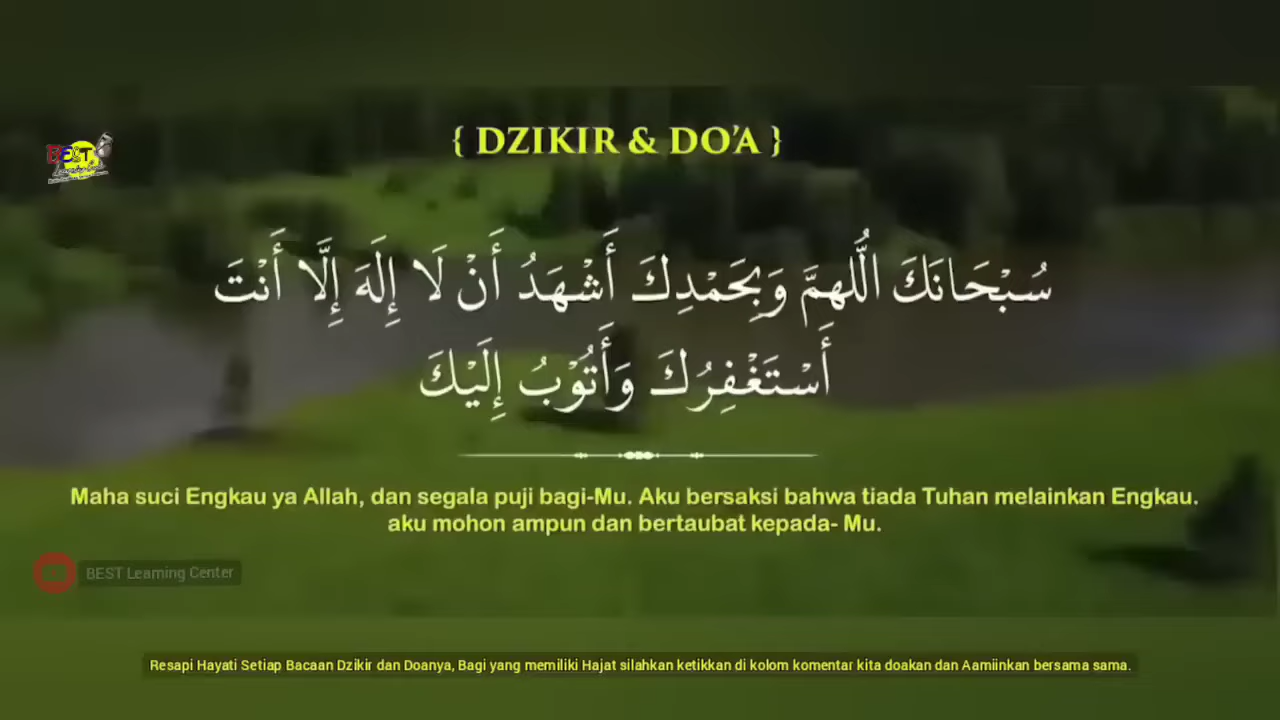 { DZIKIR & DO'A }
BEST
سُبْحَانَكَ اللَّهُمَّ وَبِحَمْدِكَ أَشْهَدُ أَنْ لَا إِلَهَ إِلَّا أَنْتَ
أَسْتَغْفِرُكَ وَأَتُوْبُ إِلَيْكَ
Maha suci Engkau ya Allah, dan segala puji bagi-Mu. Aku bersaksi bahwa tiada Tuhan melainkan Engkau.
aku mohon ampun dan bertaubat kepada- Mu.
BEST Learning Center
Resapi Hayati Setiap Bacaan Dzikir dan Doanya, Bagi yang memiliki Hajat silahkan ketikkan di kolom komentar kita doakan dan Aamiinkan bersama sama.